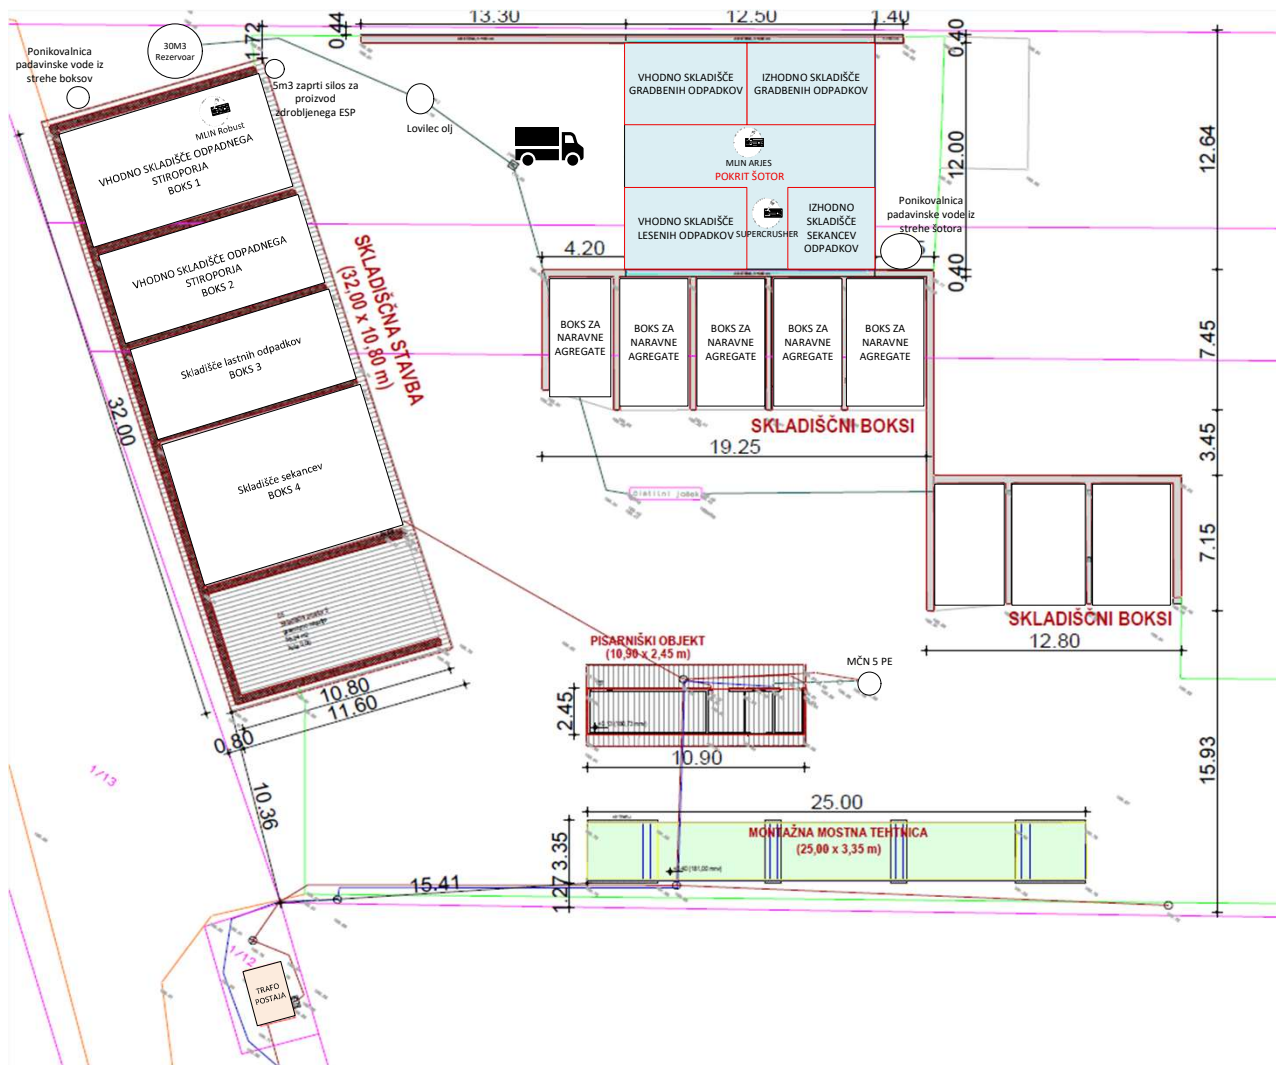 13.30
12.50
1.40
0.44
1.72
0.40
30M3
Rezervoar
Ponikovalnica
padavinske vode iz
strehe boksov
5m3 zaprti silos za
proizvod
zdrobljenega ESP
Lovilec olj
MLIN Robust
VHODNO SKLADIŠČE ODPADNEGA
STIROPORJA
BOKS 1
VHODNO SKLADIŠČE ODPADNEGA
STIROPORJA
BOKS 2
Skladišče lastnih odpadkov
BOKS 3
Skladišče sekancev
BOKS 4
SKLADIŠČNA STAVBA
(32,00 x 10,80 m)
32.00
10.80
11.60
0.80
10.36
VHODNO SKLADIŠČE
GRADBENIH ODPADKOV
IZHODNO SKLADIŠČE
GRADBENIH ODPADKOV
MLIN ARJES
POKRIT ŠOTOR
VHODNO SKLADIŠČE
LESENIH ODPADKOV
SUPERCRUSHER
IZHODNO
SKLADIŠČE
SEKANCEV
ODPADKOV
Ponikovalnica
padavinske vode iz
strehe šotora
12.00
12.64
0.40
4.20
BOKS ZA
NARAVNE
AGREGATE
BOKS ZA
NARAVNE
AGREGATE
BOKS ZA
NARAVNE
AGREGATE
BOKS ZA
NARAVNE
AGREGATE
BOKS ZA
NARAVNE
AGREGATE
7.45
SKLADIŠČNI BOKSI
19.25
3.45
7.15
SKLADIŠČNI BOKSI
12.80
PISARNIŠKI OBJEKT
(10,90 x 2,45 m)
MČN 5 PE
2.45
10.90
15.93
25.00
MONTAŽNA MOSTNA TEHTNICA
(25,00 x 3,35 m)
3.35
1.27
15.41
1/13
1/12
TRAFO
POSTAJA